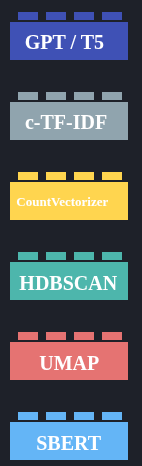 GPT / T5
c-TF-IDF
CountVectorizer
HDBSCAN
UMAP
SBERT